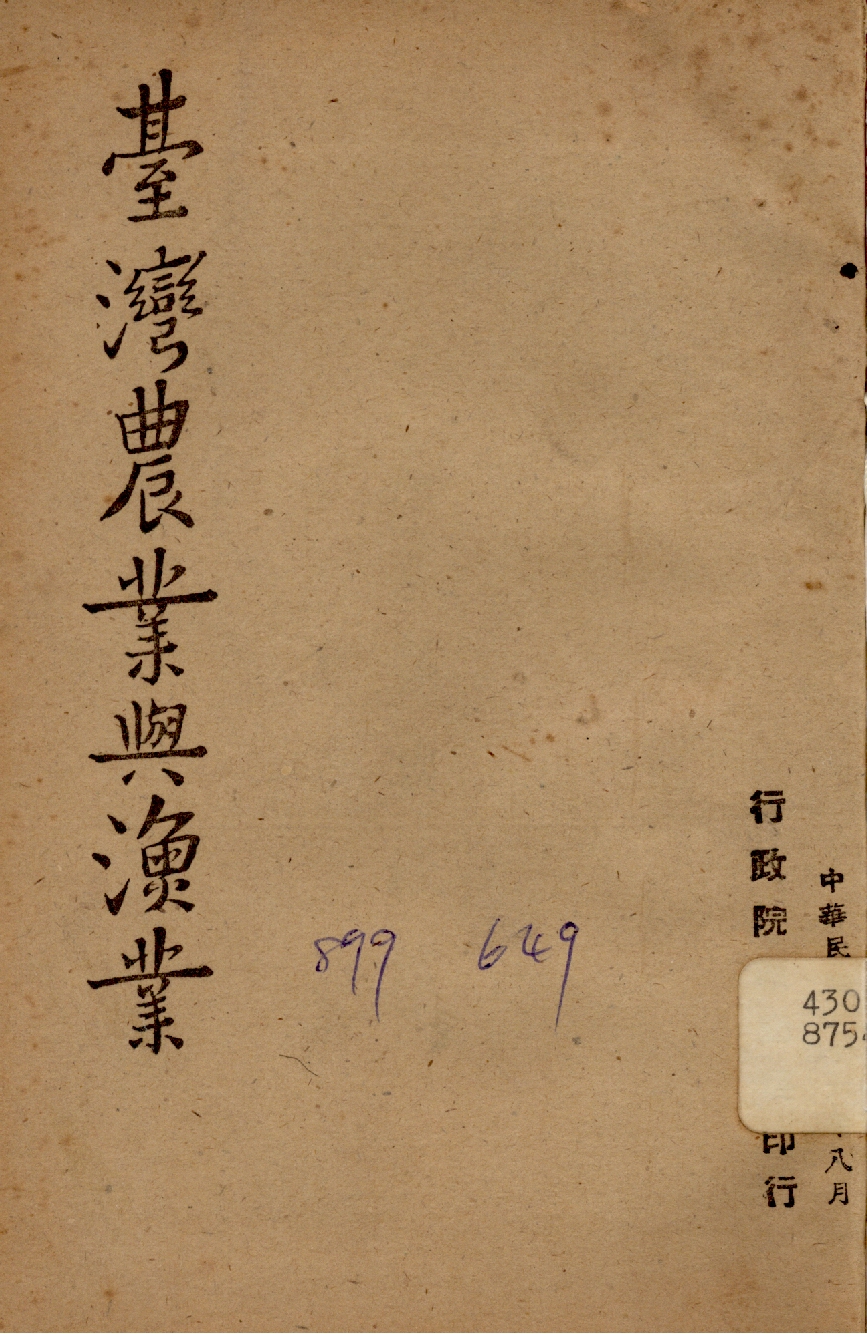 臺灣農業與漁業
899 649
行政院
印行
中華民
八月
430
875